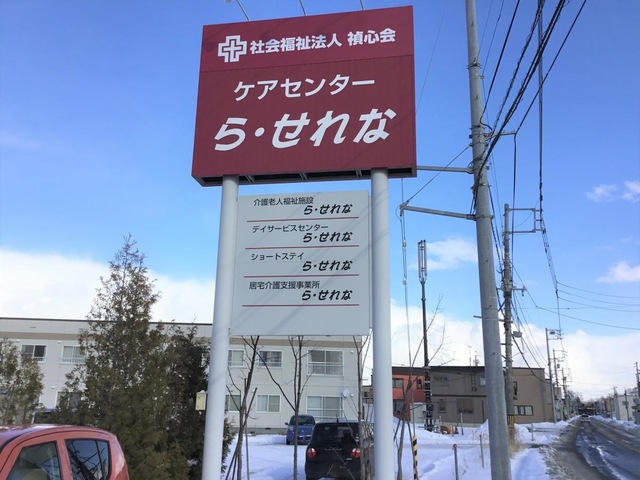 社会福祉法人 禎心会
ケアセンター
ら・せれな
介護老人福祉施設
ら・せれな
デイサービスセンター
ら・せれな
ショートステイ
ら・せれな
居宅介護支援事業所
ら・せれな